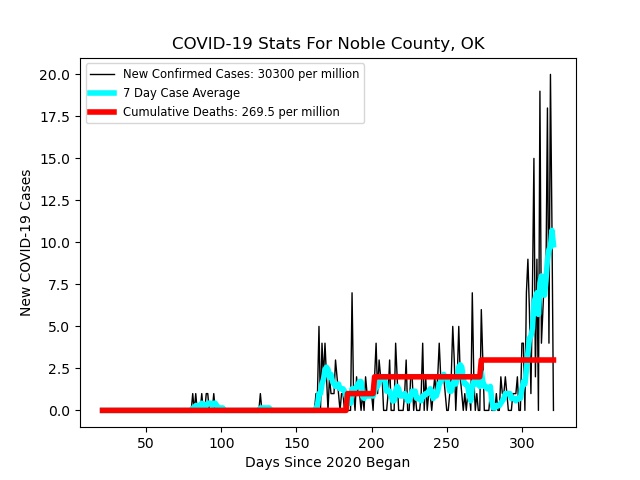 COVID-19 Stats For Noble County, OK
New Confirmed Cases: 30300 per million
7 Day Case Average
Cumulative Deaths: 269.5 per million
20.0
17.5
15.0
12.5
10.0
7.5
5.0
2.5
0.0
New COVID-19 Cases
50 100 150 200 250 300
Days Since 2020 Began